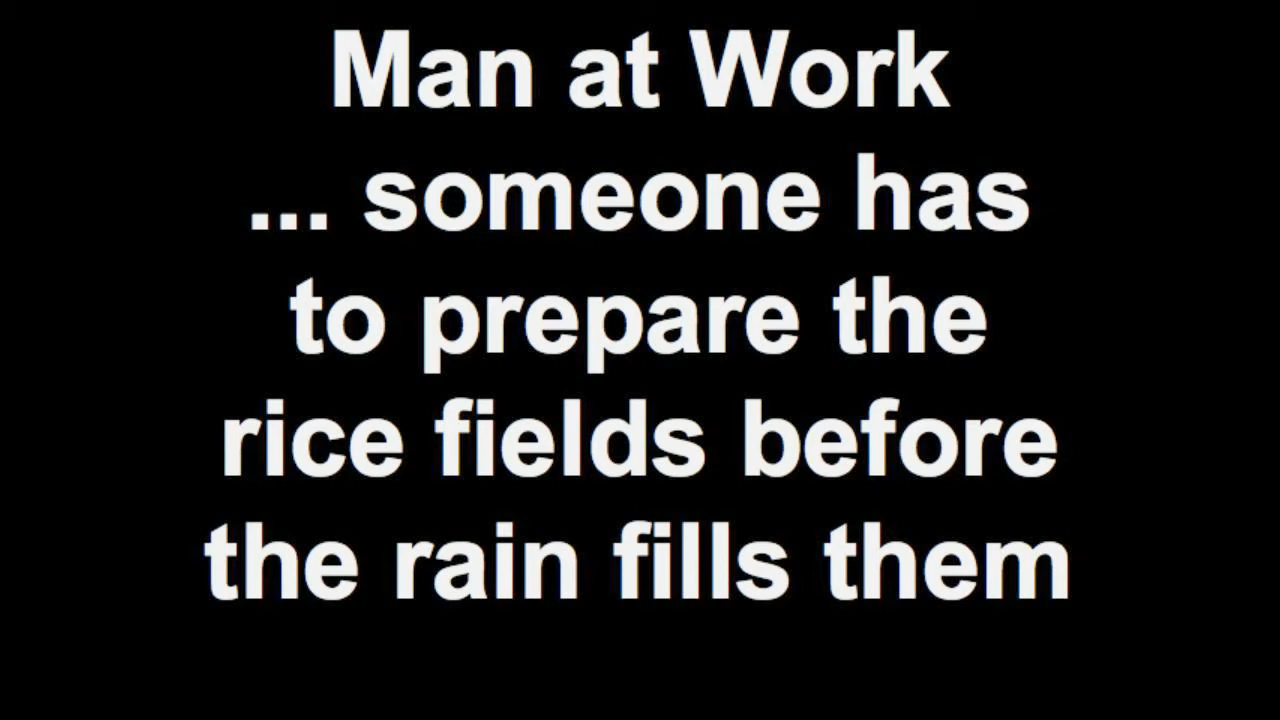 Man at Work
... someone has
to prepare the
rice fields before
the rain fills them